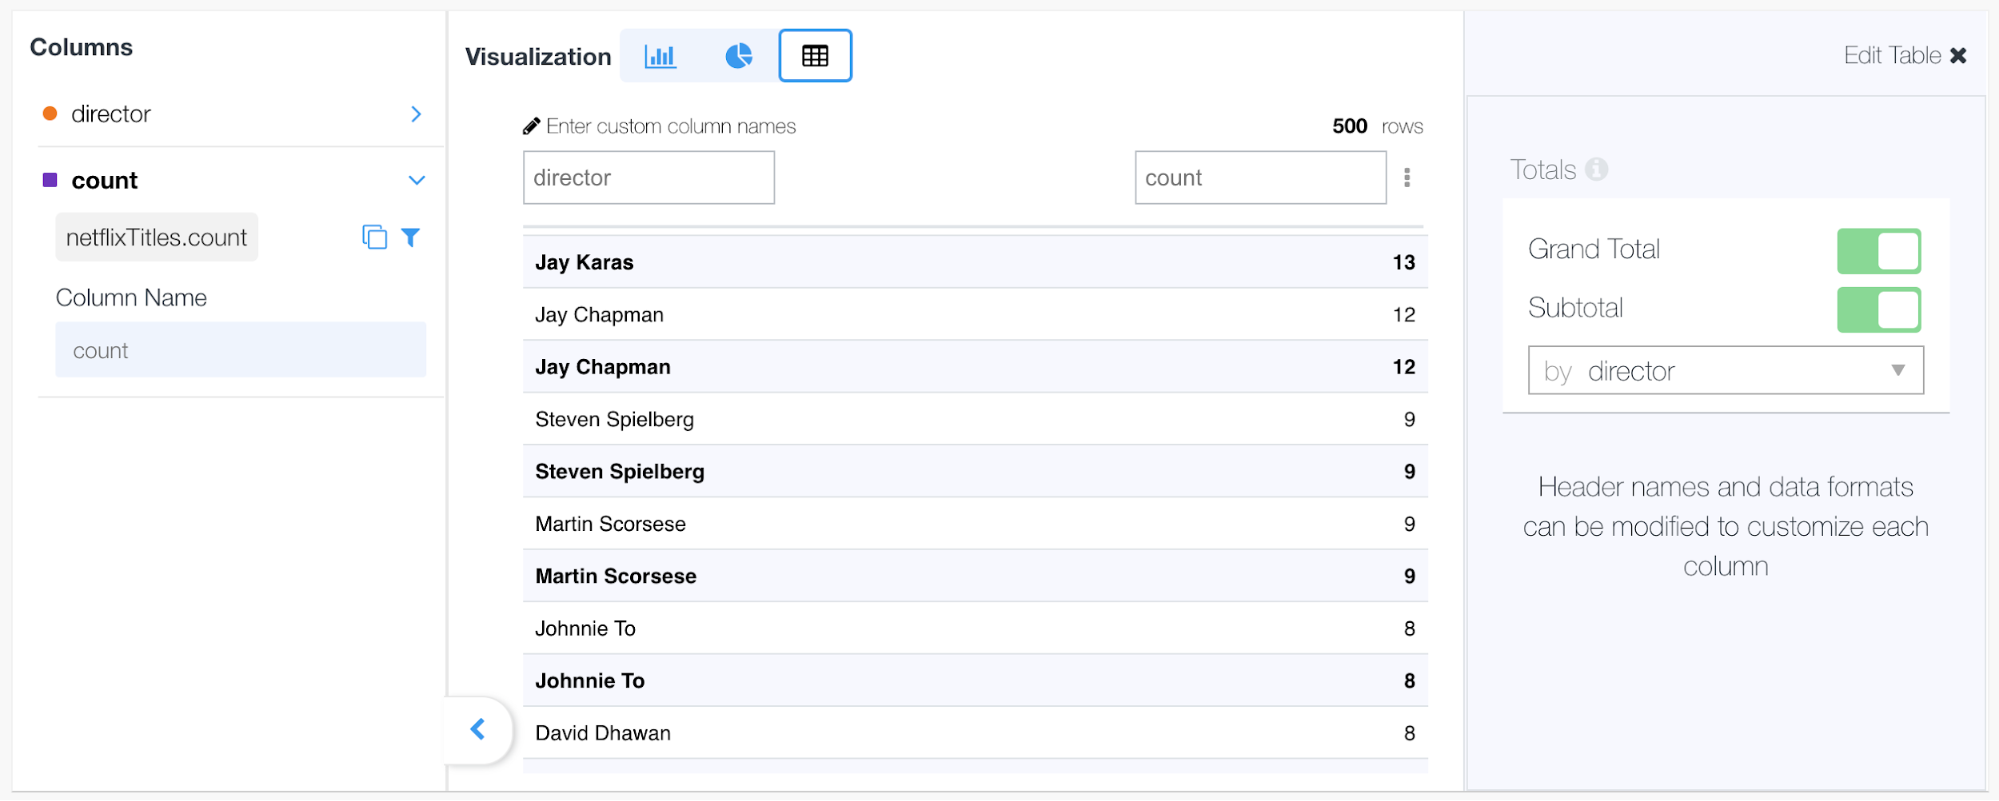 Columns
director
count
netflixTitles.count
Column Name
count
Visualization
Enter custom column names
500 rows
director count
Jay Karas 13
Jay Chapman 12
Jay Chapman 12
Steven Spielberg 9
Steven Spielberg 9
Martin Scorsese 9
Martin Scorsese 9
Johnnie To 8
Johnnie To 8
David Dhawan 8
Edit Table
Totals
Grand Total
Subtotal
by director
Header names and data formats
can be modified to customize each
column